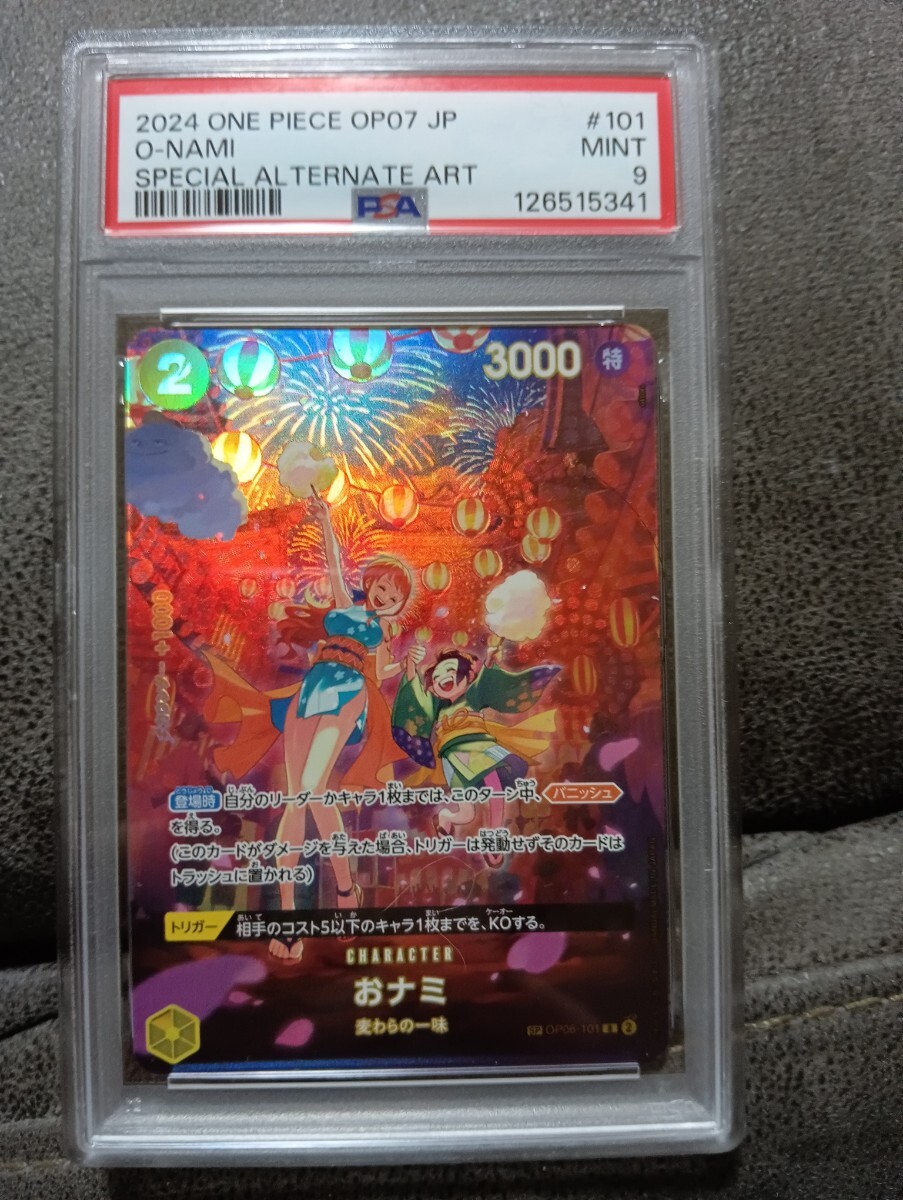 2024 ONE PIECE OP07 JP #101
O-NAMI MINT
SPECIAL ALTERNATE ART 9
PSA 126515341
2 3000 特
+1000
登場時 自分のリーダーかキャラ1枚までは、このターン中、バニッシュ
を得る。
(このカードがダメージを与えた場合、トリガーは発動せずそのカードは
トラッシュに置かれる)
トリガー 相手のコスト5以下のキャラ1枚までを、KOする。
CHARACTER
おナミ
麦わらの一味
SP OP06-101 R 2